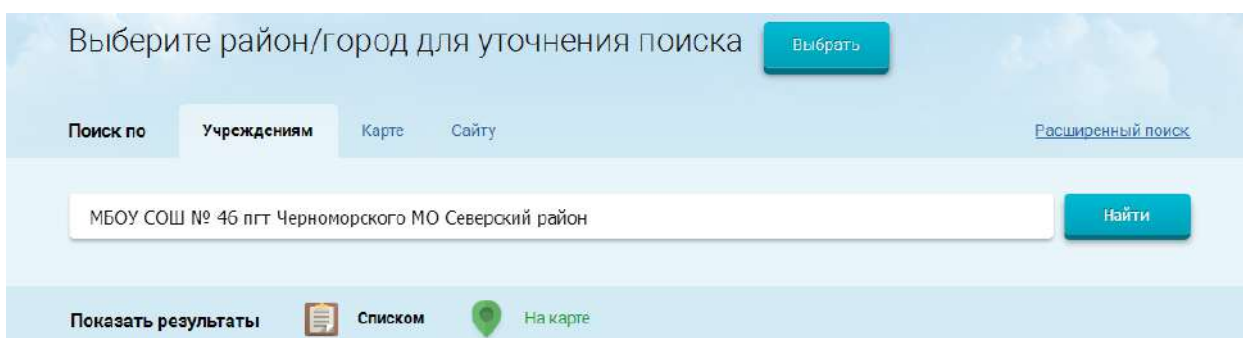 Выберите район/город для уточнения поиска Выбрать
Поиск по Учреждениям Карте Сайту Расширенный поиск
МБОУ СОШ № 46 пгт Черноморского МО Северский район Найти
Показать результаты Списком На карте